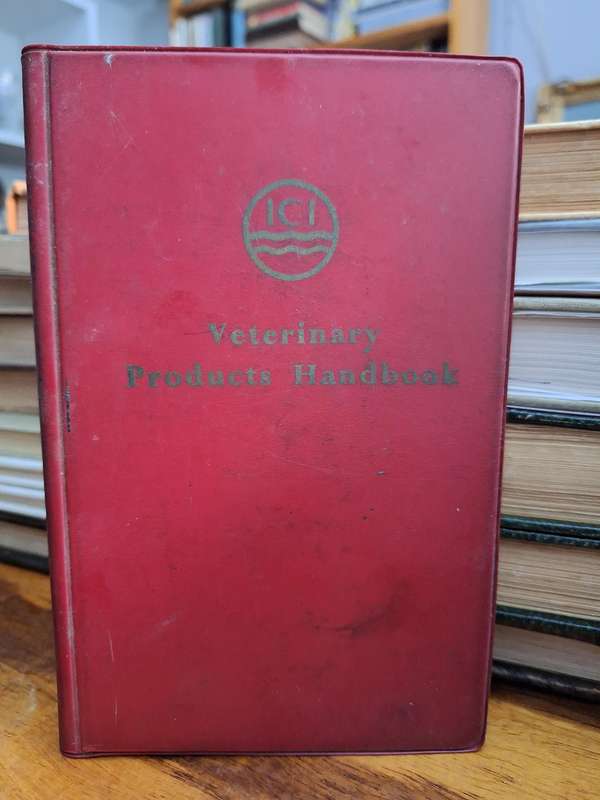 ICI
Veterinary
Products Handbook